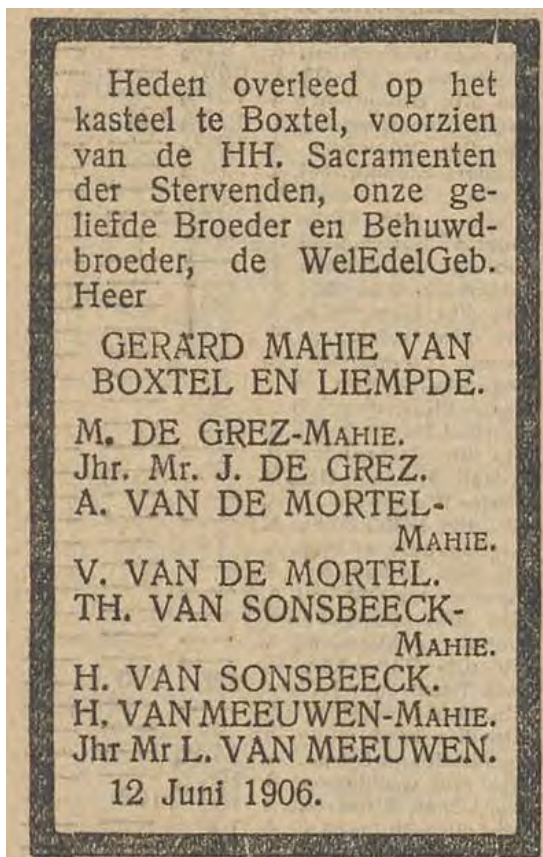 Heden overleed op het
kasteel te Boxtel, voorzien
van de HH. Sacramenten
der Stervenden, onze ge-
liefde Broeder en Behuwd-
broeder, de WelEdelGeb.
Heer
GERARD MAHIE VAN
BOXTEL EN LIEMPDE.
M. DE GREZ-MAHIE.
Jhr. Mr. J. DE GREZ.
A. VAN DE MORTEL-
MAHIE.
V. VAN DE MORTEL.
TH. VAN SONSBEECK-
MAHIE.
H. VAN SONSBEECK.
H. VAN MEEUWEN-MAHIE.
Jhr Mr L. VAN MEEUWEN.
12 Juni 1906.